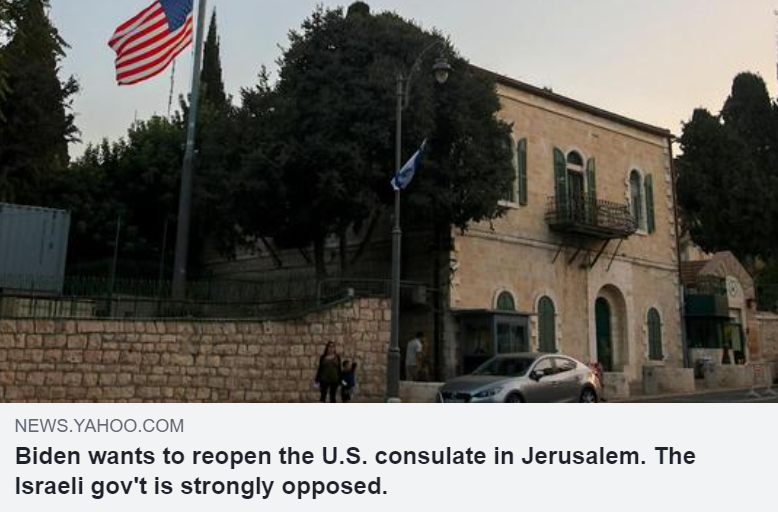 NEWS.YAHOO.COM
Biden wants to reopen the U.S. consulate in Jerusalem. The
Israeli gov't is strongly opposed.